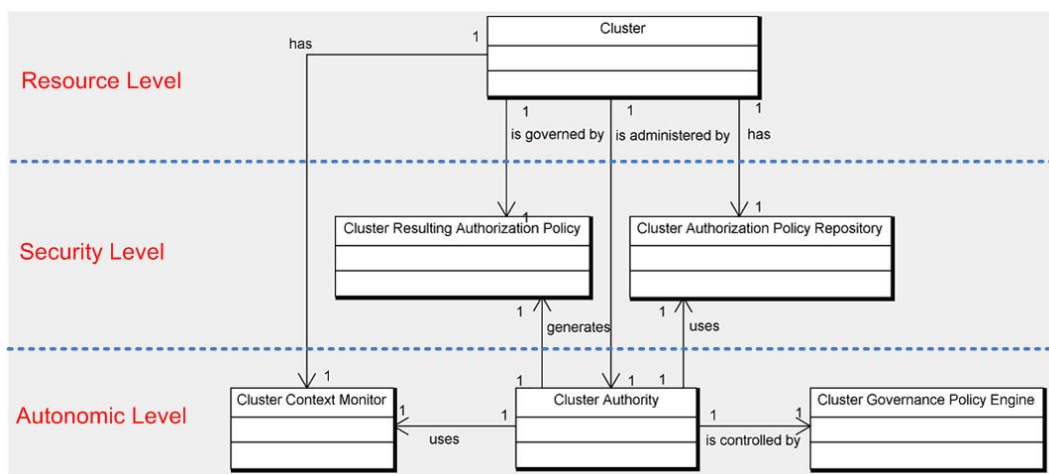 Cluster
1
has
Resource Level
1
1
1
is governed by
is administered by
has
1
1
Cluster Resulting Authorization Policy
Cluster Authorization Policy Repository
Security Level
1
1
generates
uses
1
1
1
1
1
Cluster Context Monitor
Cluster Authority
Cluster Governance Policy Engine
Autonomic Level
1
1
1
1
uses
is controlled by